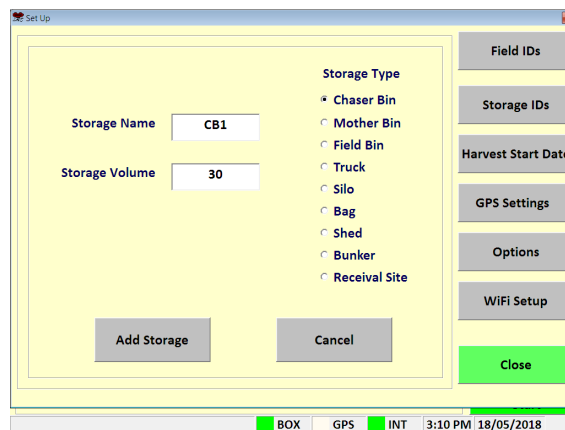 Set Up
Storage Type
Chaser Bin
Mother Bin
Field Bin
Truck
Silo
Bag
Shed
Bunker
Receival Site
Storage Name CB1
Storage Volume 30
Add Storage Cancel
Field IDs
Storage IDs
Harvest Start Date
GPS Settings
Options
WiFi Setup
Close
BOX GPS INT 3:10 PM 18/05/2018